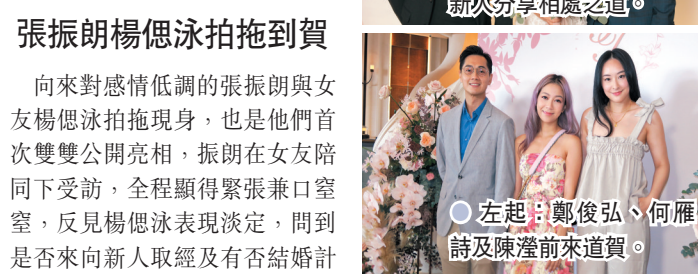 張振朗楊偲泳拍拖到賀
向來對感情低調的張振朗與女
友楊偲泳拍拖現身，也是他們首
次雙雙公開亮相，振朗在女友陪
同下受訪，全程顯得緊張兼口窒
窒，反見楊偲泳表現淡定，問到
是否來向新人取經及有否結婚計
新人分享相處之道。
左起：鄭俊弘、何雁
詩及陳瀅前來道賀。